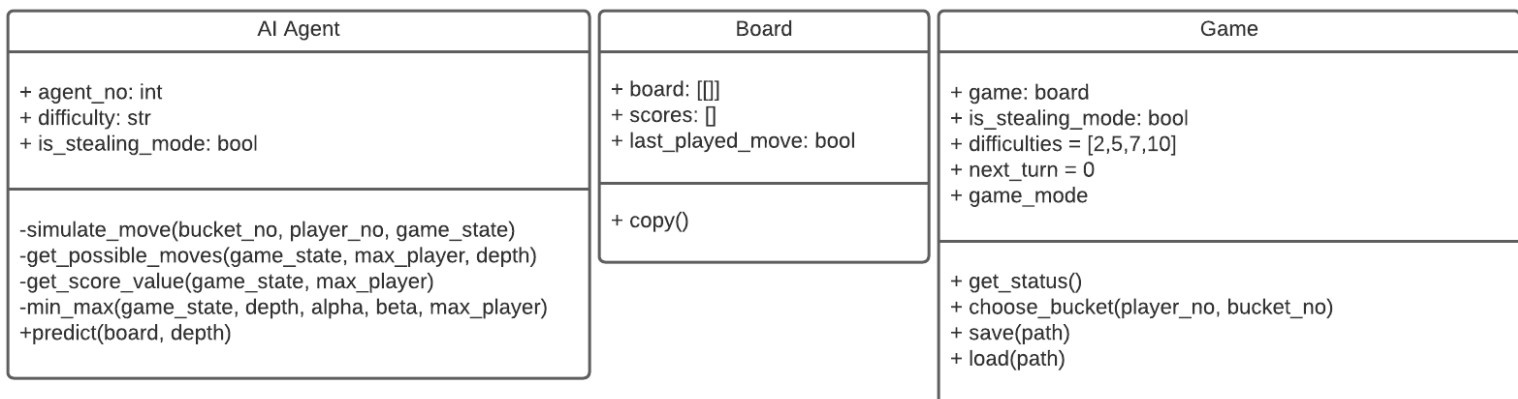 AI Agent
+ agent_no: int
+ difficulty: str
+ is_stealing_mode: bool
-simulate_move(bucket_no, player_no, game_state)
-get_possible_moves(game_state, max_player, depth)
-get_score_value(game_state, max_player)
-min_max(game_state, depth, alpha, beta, max_player)
+predict(board, depth)
Board
+ board: [[]]
+ scores: []
+ last_played_move: bool
+ copy()
Game
+ game: board
+ is_stealing_mode: bool
+ difficulties = [2,5,7,10]
+ next_turn = 0
+ game_mode
+ get_status()
+ choose_bucket(player_no, bucket_no)
+ save(path)
+ load(path)